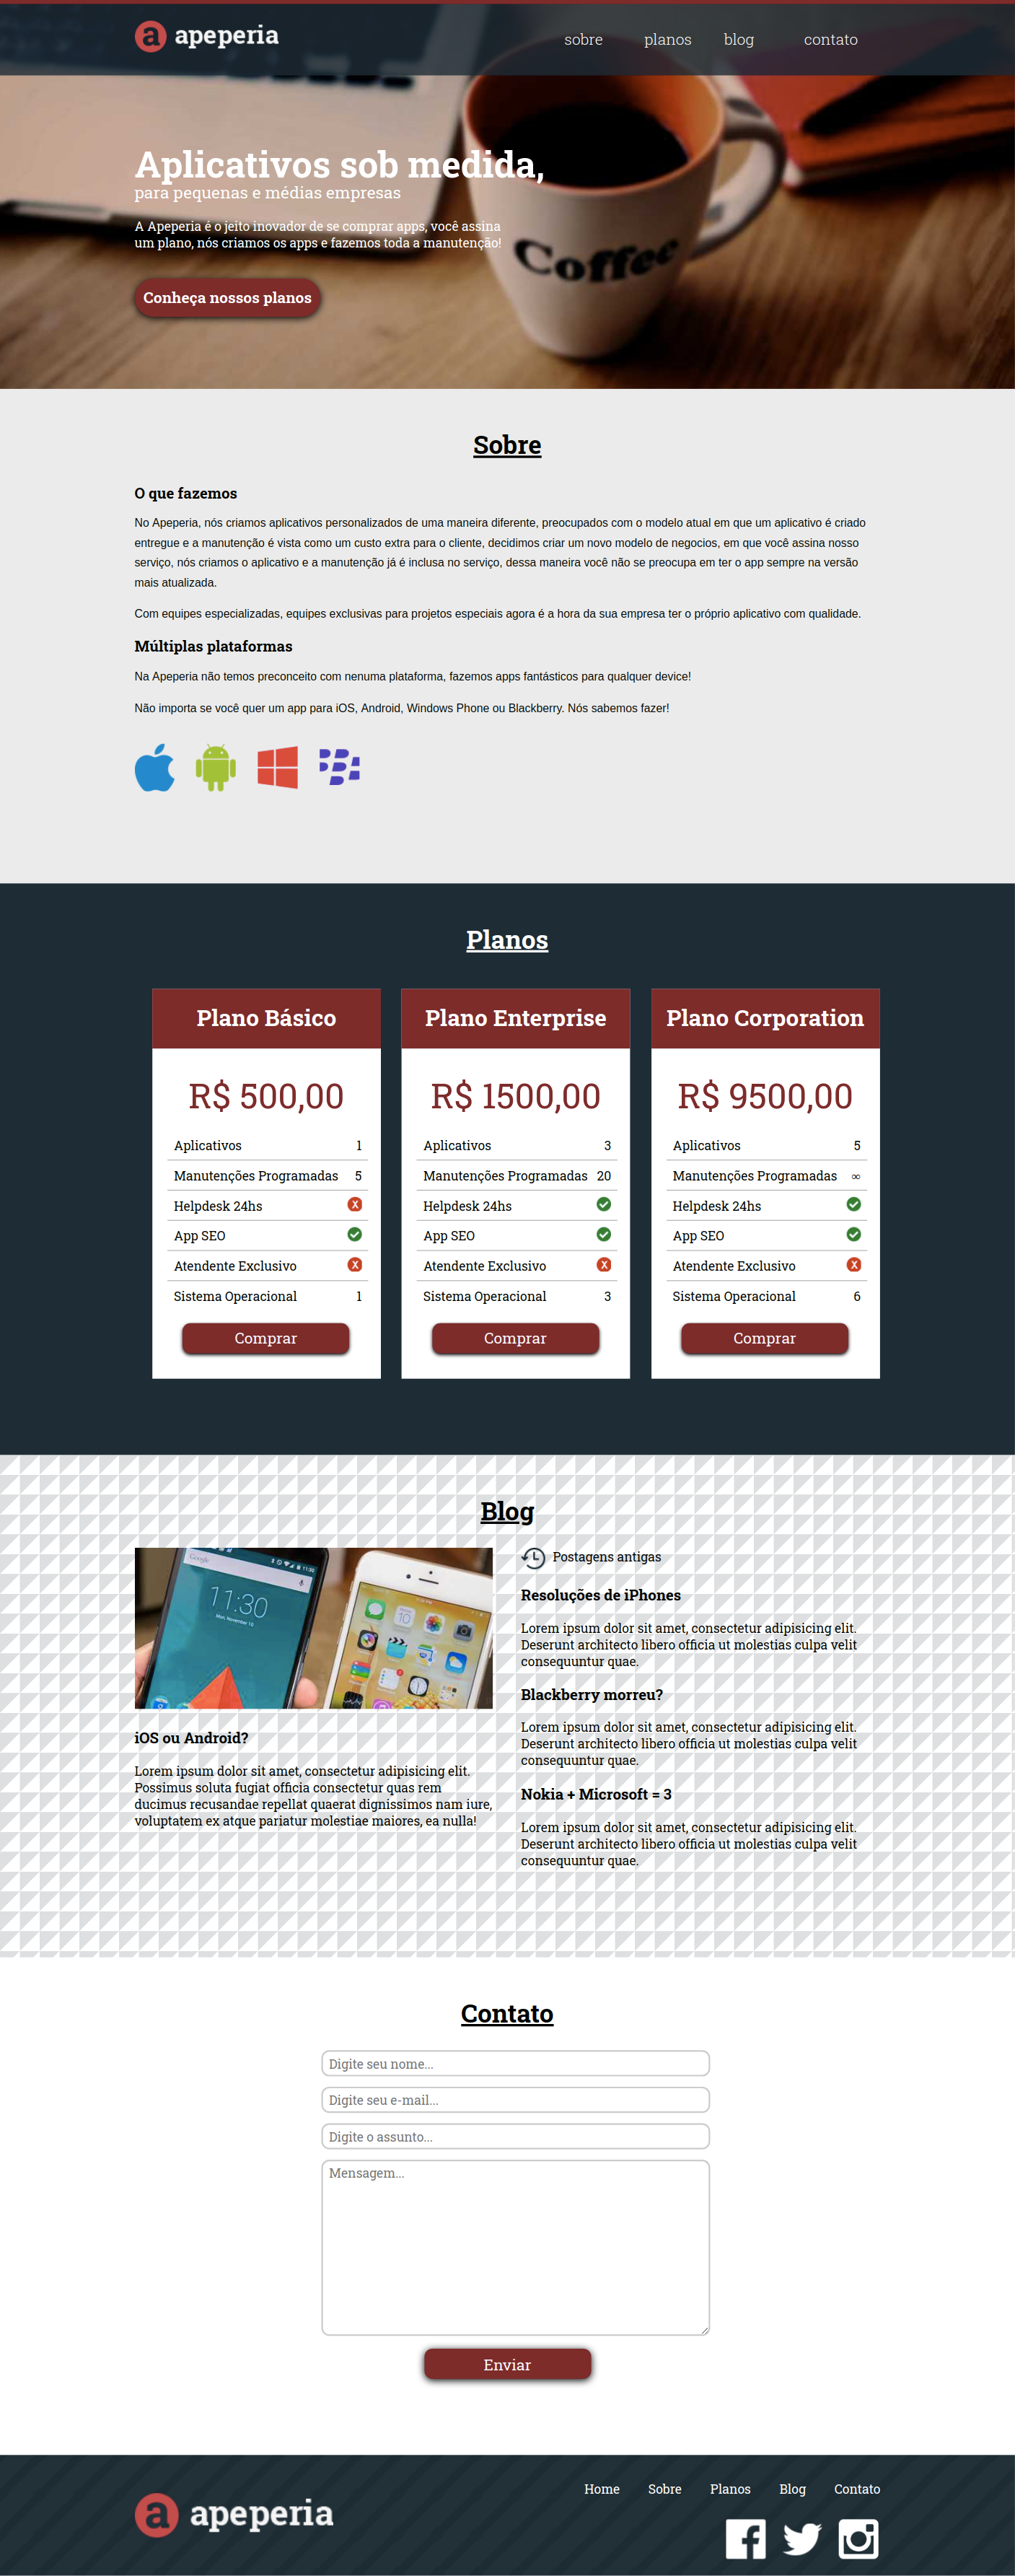 a apeperia
sobre planos blog contato
Aplicativos sob medida,
para pequenas e médias empresas
A Apeperia é o jeito inovador de se comprar apps, você assina
um plano, nós criamos os apps e fazemos toda a manutenção!
Coffee
Conheça nossos planos
Sobre
O que fazemos
No Apeperia, nós criamos aplicativos personalizados de uma maneira diferente, preocupados com o modelo atual em que um aplicativo é criado
entregue e a manutenção é vista como um custo extra para o cliente, decidimos criar um novo modelo de negocios, em que você assina nosso
serviço, nós criamos o aplicativo e a manutenção já é inclusa no serviço, dessa maneira você não se preocupa em ter o app sempre na versão
mais atualizada.
Com equipes especializadas, equipes exclusivas para projetos especiais agora é a hora da sua empresa ter o próprio aplicativo com qualidade.
Múltiplas plataformas
Na Apeperia não temos preconceito com nenuma plataforma, fazemos apps fantásticos para qualquer device!
Não importa se você quer um app para iOS, Android, Windows Phone ou Blackberry. Nós sabemos fazer!
Planos
Plano Básico
R$ 500,00
Aplicativos 1
Manutenções Programadas 5
Helpdesk 24hs
App SEO
Atendente Exclusivo
Sistema Operacional 1
Comprar
Plano Enterprise
R$ 1500,00
Aplicativos 3
Manutenções Programadas 20
Helpdesk 24hs
App SEO
Atendente Exclusivo
Sistema Operacional 3
Comprar
Plano Corporation
R$ 9500,00
Aplicativos 5
Manutenções Programadas ∞
Helpdesk 24hs
App SEO
Atendente Exclusivo
Sistema Operacional 6
Comprar
Blog
Google
11:30
Mon, November 10
iOS ou Android?
Lorem ipsum dolor sit amet, consectetur adipisicing elit.
Possimus soluta fugiat officia consectetur quas rem
ducimus recusandae repellat quaerat dignissimos nam iure,
voluptatem ex atque pariatur molestiae maiores, ea nulla!
Postagens antigas
Resoluções de iPhones
Lorem ipsum dolor sit amet, consectetur adipisicing elit.
Deserunt architecto libero officia ut molestias culpa velit
consequuntur quae.
Blackberry morreu?
Lorem ipsum dolor sit amet, consectetur adipisicing elit.
Deserunt architecto libero officia ut molestias culpa velit
consequuntur quae.
Nokia + Microsoft = 3
Lorem ipsum dolor sit amet, consectetur adipisicing elit.
Deserunt architecto libero officia ut molestias culpa velit
consequuntur quae.
Contato
Digite seu nome...
Digite seu e-mail...
Digite o assunto...
Mensagem...
Enviar
a apeperia
Home Sobre Planos Blog Contato